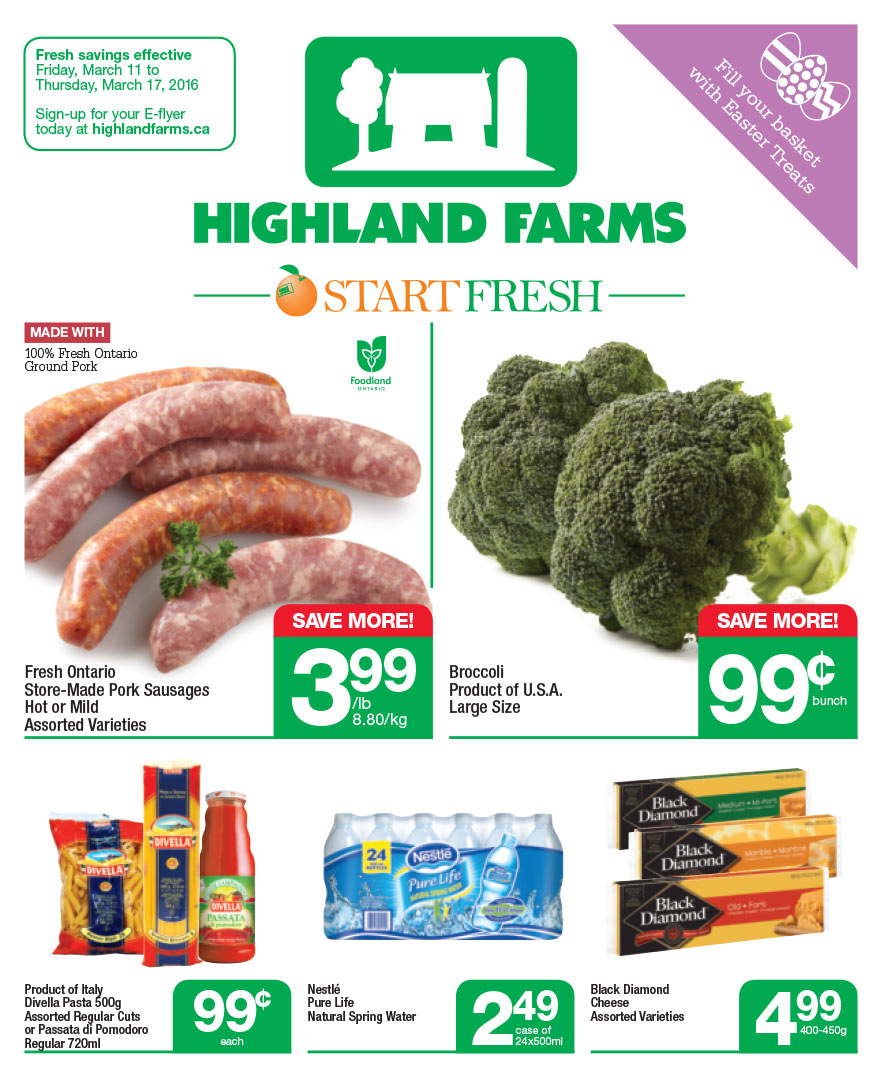 Fresh savings effective
Friday, March 11 to
Thursday, March 17, 2016
Sign-up for your E-flyer
today at highlandfarms.ca
Fill your basket
with Easter Treats
HIGHLAND FARMS
START FRESH
MADE WITH
100% Fresh Ontario
Ground Pork
Foodland
ONTARIO
SAVE MORE!
Fresh Ontario
Store-Made Pork Sausages
Hot or Mild
Assorted Varieties
3.99
/lb
8.80/kg
SAVE MORE!
Broccoli
Product of U.S.A.
Large Size
99¢
bunch
DIVELLA
DIVELLA
DIVELLA
PASSATA
di pomodoro
Product of Italy
Divella Pasta 500g
Assorted Regular Cuts
or Passata di Pomodoro
Regular 720ml
99¢
each
24
BOTTLES
Nestlé
Pure Life
NATURAL SPRING WATER
Nestlé
Pure Life
Natural Spring Water
2.49
case of
24x500ml
Black
Diamond
Medium • Mi-Fort
Black
Diamond
Marble • Marbré
Black
Diamond
Old • Fort
Black Diamond
Cheese
Assorted Varieties
4.99
400-450g